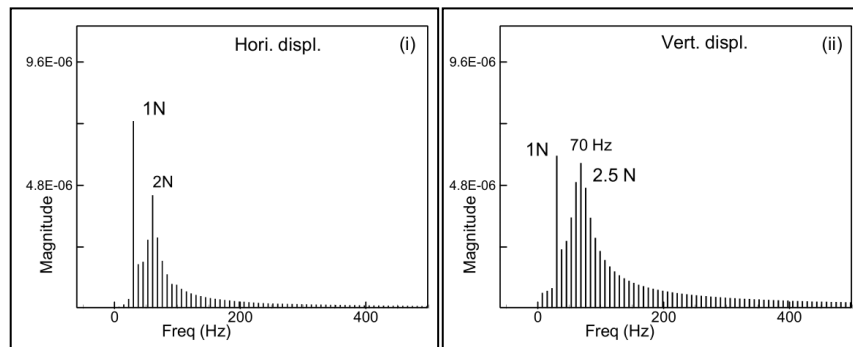 Hori. displ.
(i)
9.6E-06
1N
2N
4.8E-06
Magnitude
0
200
400
Freq (Hz)
Vert. displ.
(ii)
9.6E-06
1N
70 Hz
2.5 N
4.8E-06
Magnitude
0
200
400
Freq (Hz)